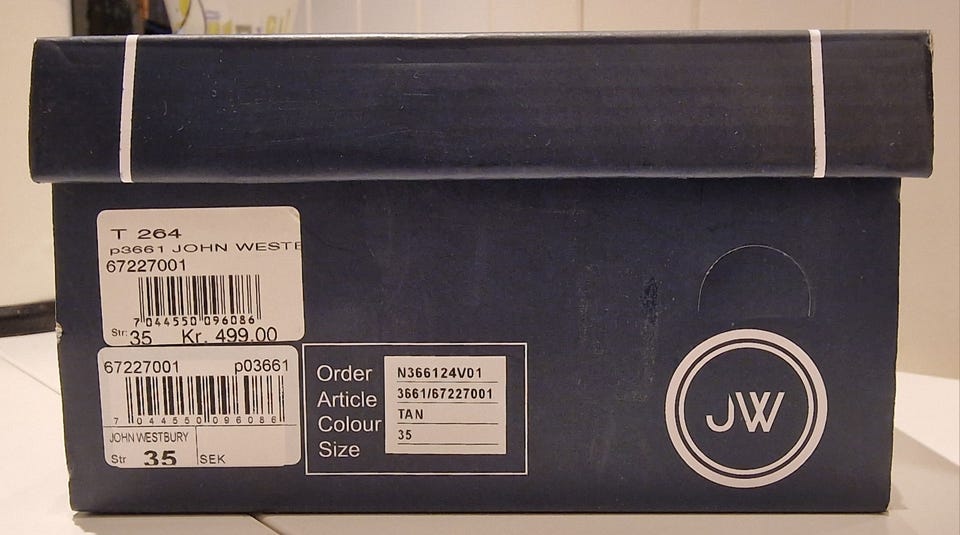 T 264
p3661 JOHN WESTE
67227001
7 044550 096086
Str: 35 Kr. 499.00
67227001 p03661
7 044550 096086
JOHN WESTBURY
Str 35 SEK
Order N366124V01
Article 3661/67227001
Colour TAN
Size 35
JW